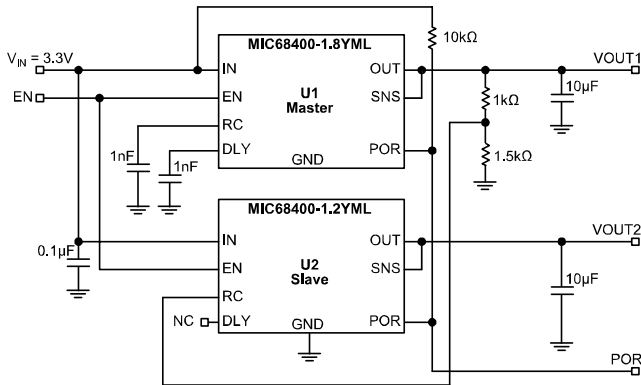 MIC68400-1.8YML
10kΩ
VIN = 3.3V
IN
OUT
VOUT1
EN
EN
U1
Master
SNS
1kΩ
10µF
RC
1nF
1nF
DLY
GND
POR
1.5kΩ
MIC68400-1.2YML
IN
OUT
VOUT2
0.1µF
EN
U2
Slave
SNS
RC
10µF
NC
DLY
GND
POR
POR